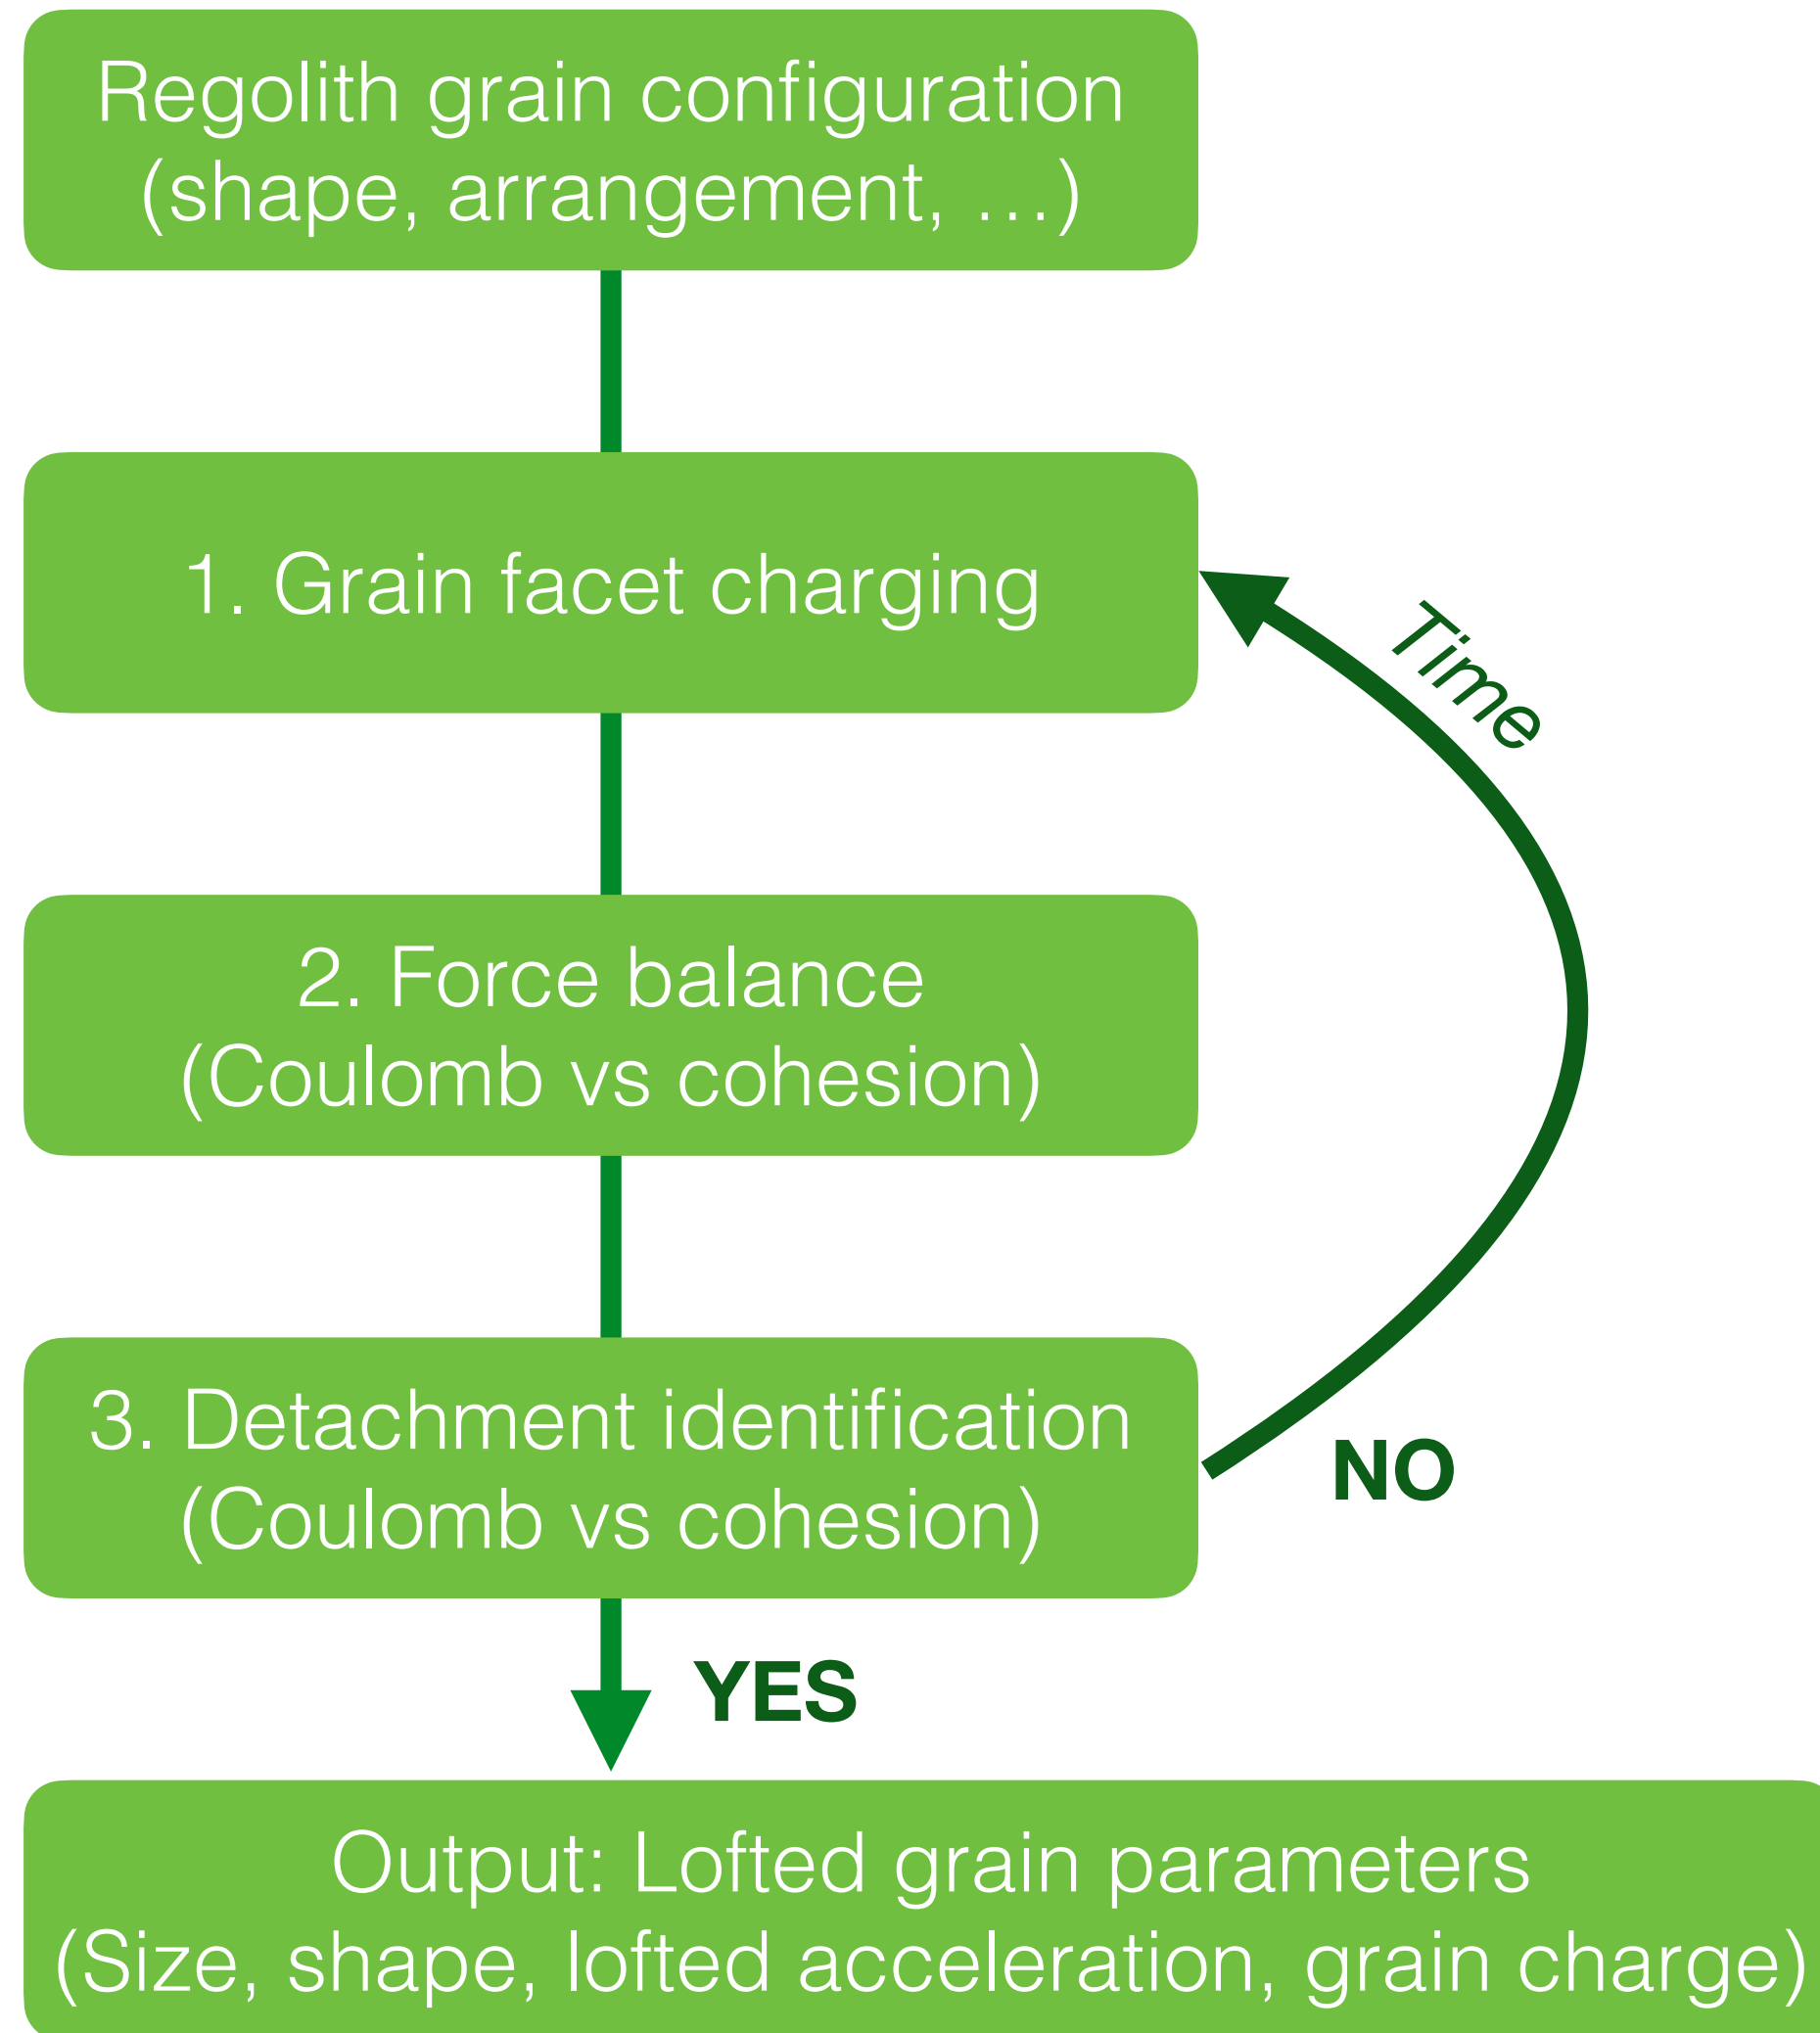 Regolith grain configuration
(shape, arrangement, …)
1. Grain facet charging
Time
2. Force balance
(Coulomb vs cohesion)
3. Detachment identification
(Coulomb vs cohesion)
NO
YES
Output: Lofted grain parameters
(Size, shape, lofted acceleration, grain charge)